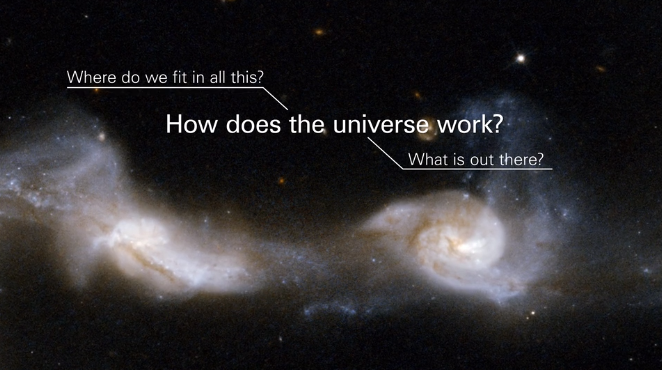 Where do we fit in all this?
How does the universe work?
What is out there?